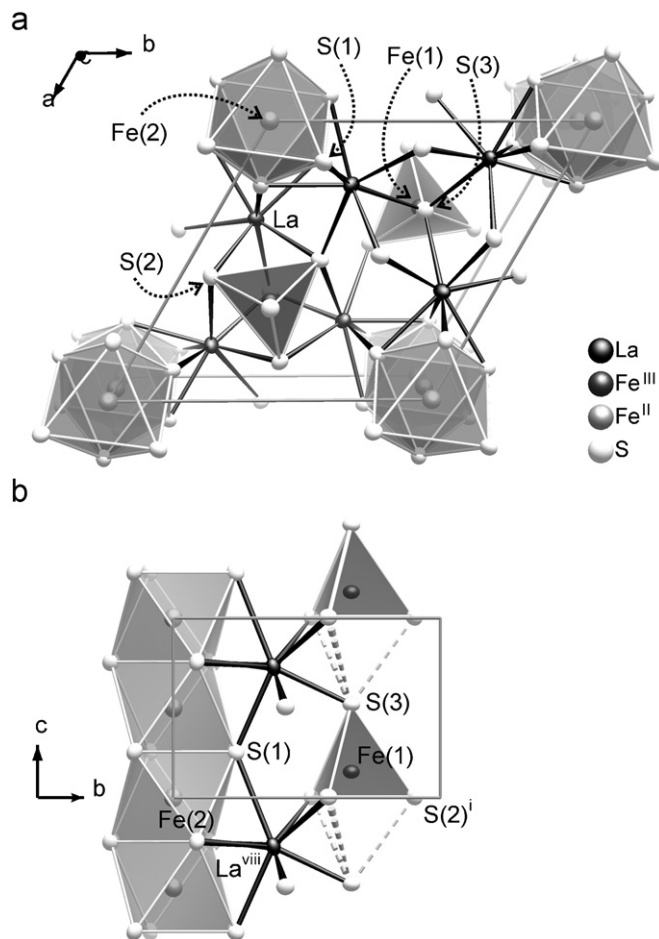 a
b
a
c
S(1)
Fe(1)
S(3)
Fe(2)
La
S(2)
La
Fe^III
Fe^II
S
b
S(3)
c
b
S(1)
Fe(1)
Fe(2)
S(2)^i
La^viii